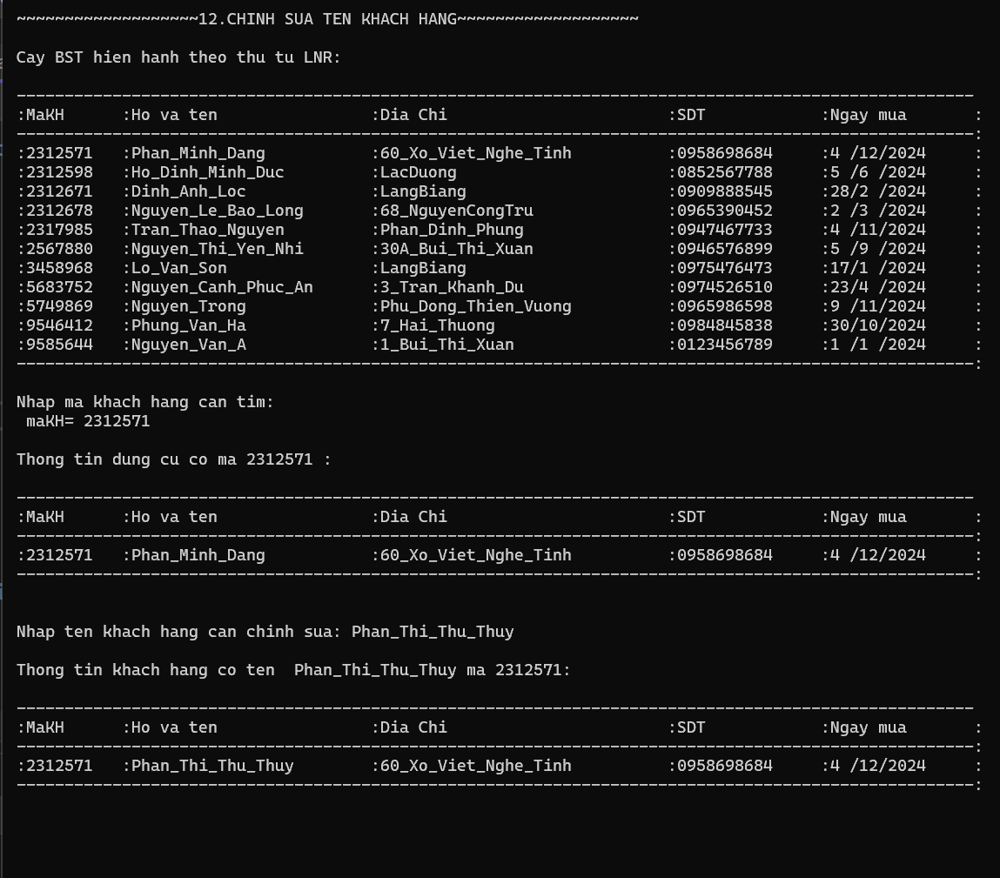 ~~~~~~~~~~~~~~~~~~~12.CHINH SUA TEN KHACH HANG~~~~~~~~~~~~~~~~~~~
Cay BST hien hanh theo thu tu LNR:
----------------------------------------------------------------------------------------------------
:MaKH      :Ho va ten                :Dia Chi                       :SDT            :Ngay mua       :
----------------------------------------------------------------------------------------------------:
:2312571   :Phan_Minh_Dang           :60_Xo_Viet_Nghe_Tinh          :0958698684     :4 /12/2024     :
:2312598   :Ho_Dinh_Minh_Duc         :LacDuong                      :0852567788     :5 /6 /2024     :
:2312671   :Dinh_Anh_Loc             :LangBiang                     :0909888545     :28/2 /2024     :
:2312678   :Nguyen_Le_Bao_Long       :68_NguyenCongTru              :0965390452     :2 /3 /2024     :
:2317985   :Tran_Thao_Nguyen         :Phan_Dinh_Phung               :0947467733     :4 /11/2024     :
:2567880   :Nguyen_Thi_Yen_Nhi       :30A_Bui_Thi_Xuan              :0946576899     :5 /9 /2024     :
:3458968   :Lo_Van_Son               :LangBiang                     :0975476473     :17/1 /2024     :
:5683752   :Nguyen_Canh_Phuc_An      :3_Tran_Khanh_Du               :0974526510     :23/4 /2024     :
:5749869   :Nguyen_Trong             :Phu_Dong_Thien_Vuong          :0965986598     :9 /11/2024     :
:9546412   :Phung_Van_Ha             :7_Hai_Thuong                  :0984845838     :30/10/2024     :
:9585644   :Nguyen_Van_A             :1_Bui_Thi_Xuan                :0123456789     :1 /1 /2024     :
----------------------------------------------------------------------------------------------------:
Nhap ma khach hang can tim:
 maKH= 2312571
Thong tin dung cu co ma 2312571 :
----------------------------------------------------------------------------------------------------
:MaKH      :Ho va ten                :Dia Chi                       :SDT            :Ngay mua       :
----------------------------------------------------------------------------------------------------:
:2312571   :Phan_Minh_Dang           :60_Xo_Viet_Nghe_Tinh          :0958698684     :4 /12/2024     :
----------------------------------------------------------------------------------------------------:
Nhap ten khach hang can chinh sua: Phan_Thi_Thu_Thuy
Thong tin khach hang co ten  Phan_Thi_Thu_Thuy ma 2312571:
----------------------------------------------------------------------------------------------------
:MaKH      :Ho va ten                :Dia Chi                       :SDT            :Ngay mua       :
----------------------------------------------------------------------------------------------------:
:2312571   :Phan_Thi_Thu_Thuy        :60_Xo_Viet_Nghe_Tinh          :0958698684     :4 /12/2024     :
----------------------------------------------------------------------------------------------------: